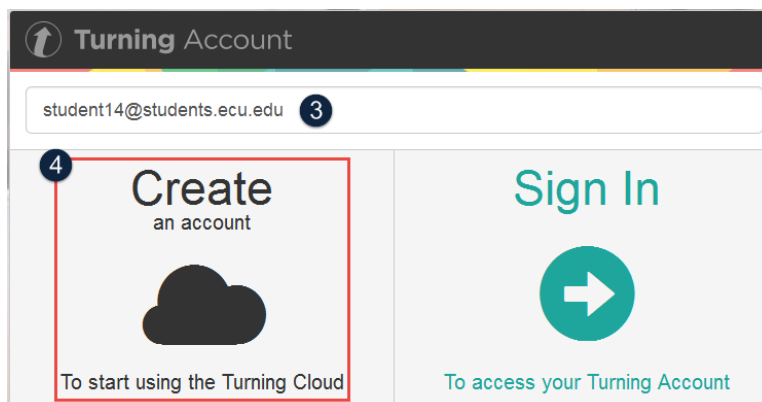 Turning Account
student14@students.ecu.edu 3
4
Create
an account
To start using the Turning Cloud
Sign In
To access your Turning Account